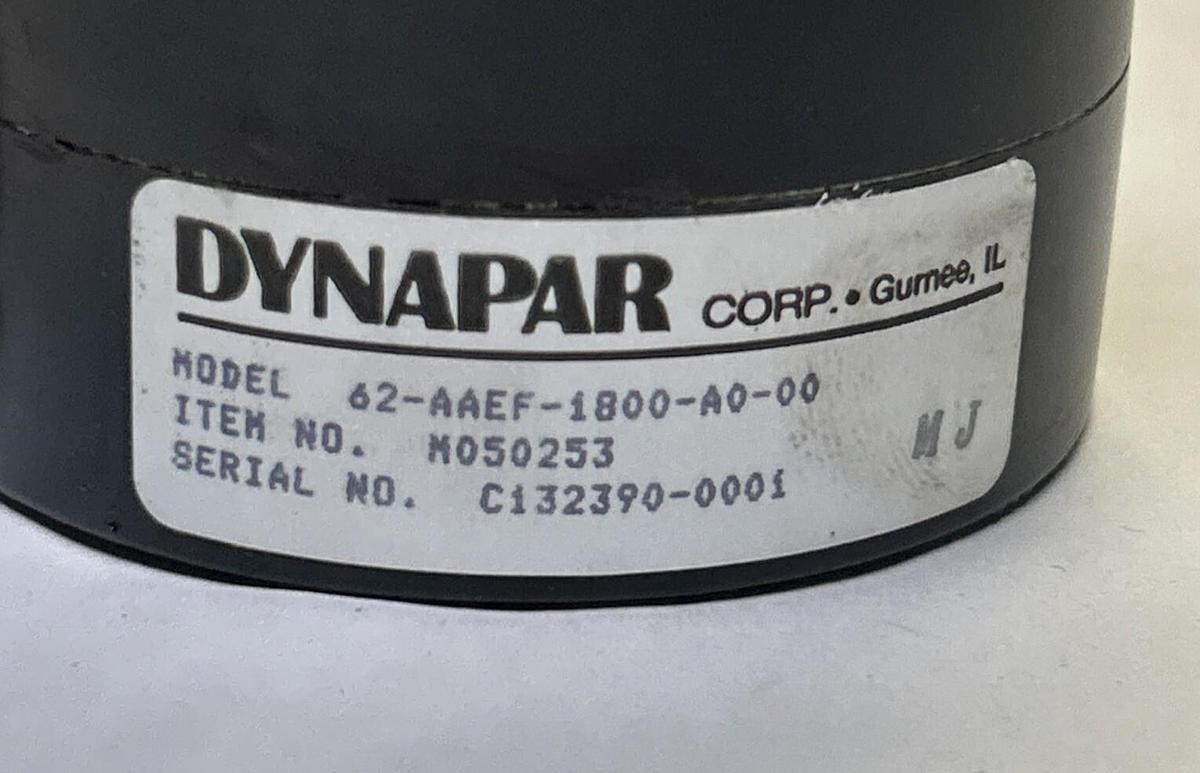 DYNAPAR CORP. • Gurnee, IL
MODEL 62-AAEF-1800-A0-00
ITEM NO. M050253
SERIAL NO. C132390-0001
MJ